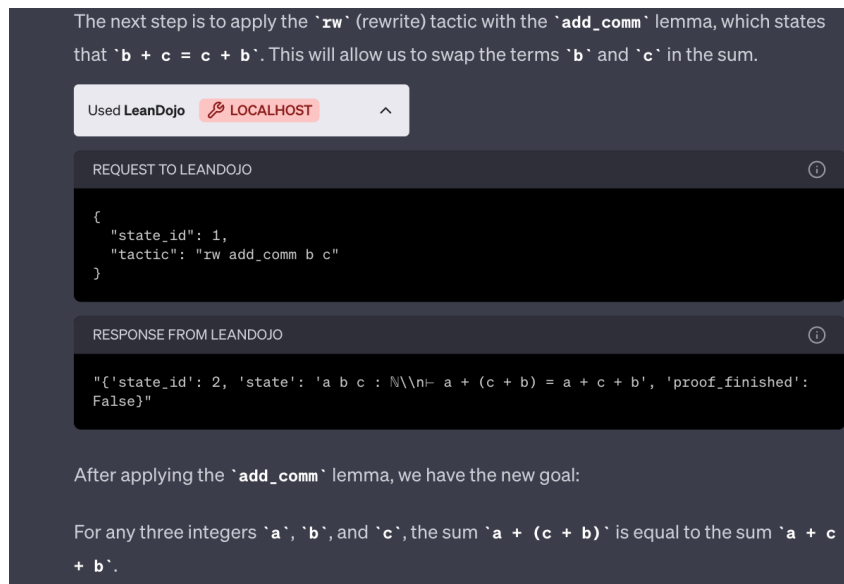 The next step is to apply the `rw` (rewrite) tactic with the `add_comm` lemma, which states
that `b + c = c + b`. This will allow us to swap the terms `b` and `c` in the sum.
Used LeanDojo LOCALHOST
REQUEST TO LEANDOJO
{
"state_id": 1,
"tactic": "rw add_comm b c"
}
RESPONSE FROM LEANDOJO
"{'state_id': 2, 'state': 'a b c : ℕ\\n⊢ a + (c + b) = a + c + b', 'proof_finished':
False}"
After applying the `add_comm` lemma, we have the new goal:
For any three integers `a`, `b`, and `c`, the sum `a + (c + b)` is equal to the sum `a + c
+ b`.